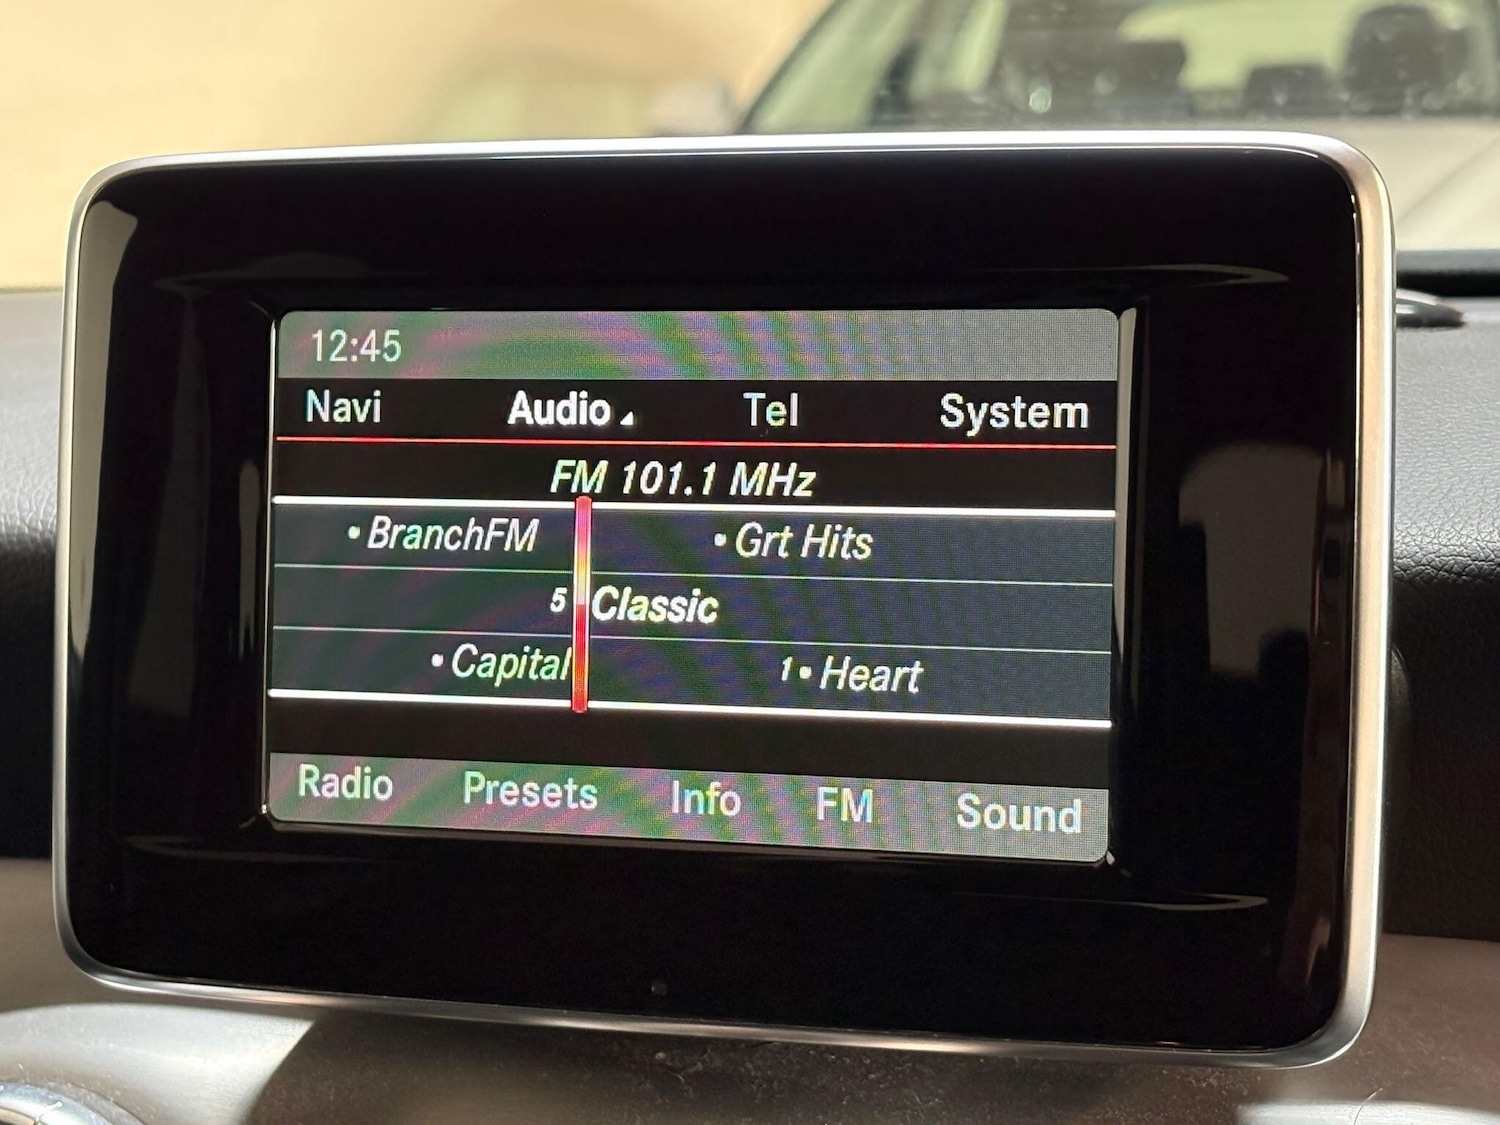 12:45
Navi Audio Tel System
FM 101.1 MHz
• BranchFM • Grt Hits
5 Classic
• Capital 1 • Heart
Radio Presets Info FM Sound